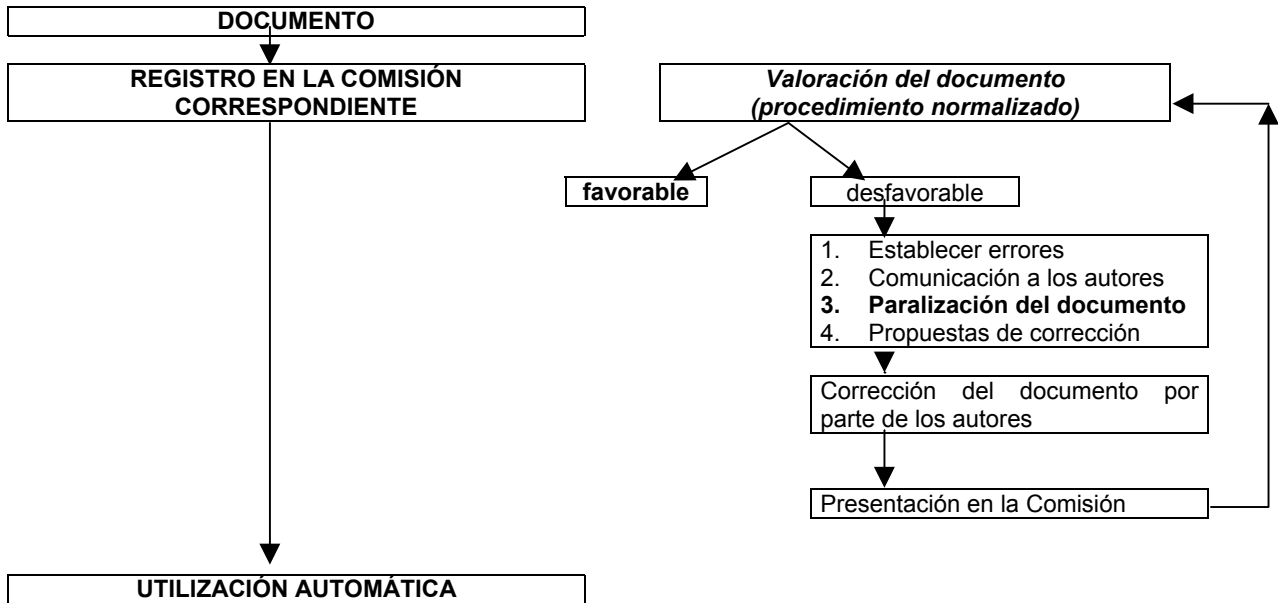 DOCUMENTO
REGISTRO EN LA COMISIÓN
CORRESPONDIENTE
Valoración del documento
(procedimiento normalizado)
favorable
desfavorable
1. Establecer errores
2. Comunicación a los autores
3. Paralización del documento
4. Propuestas de corrección
Corrección del documento por
parte de los autores
Presentación en la Comisión
UTILIZACIÓN AUTOMÁTICA